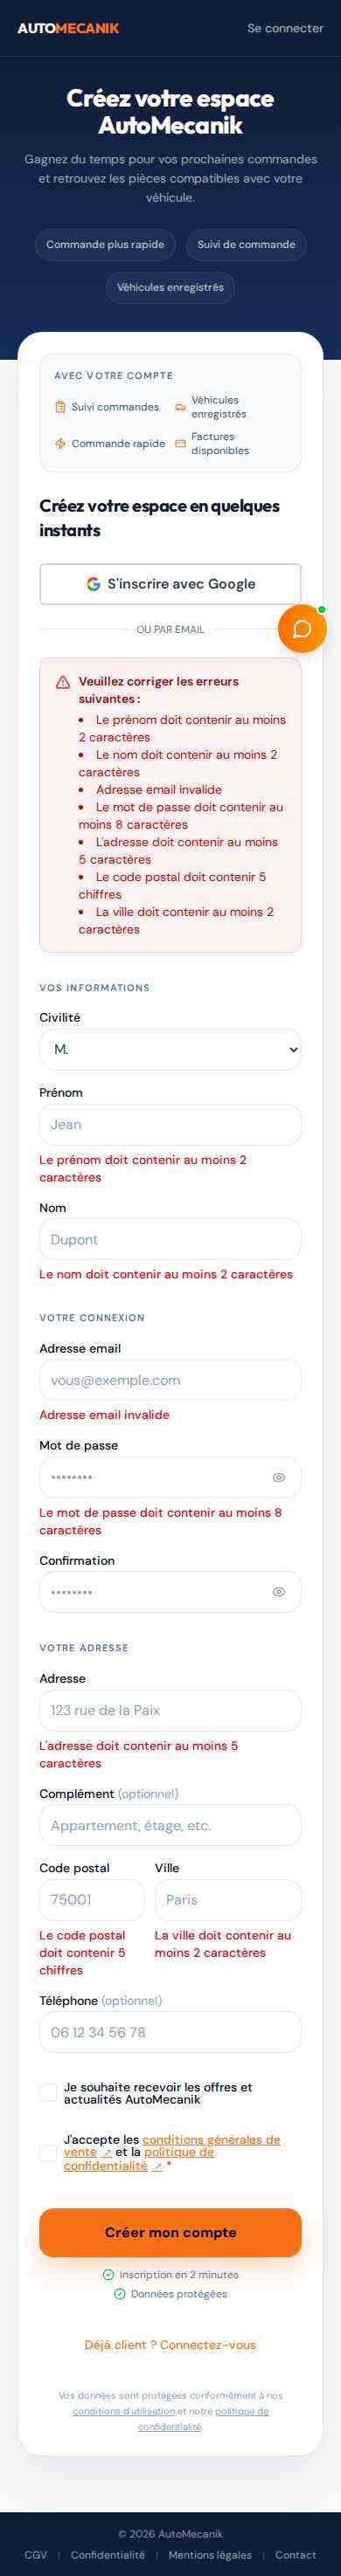 AUTOMECANIK
Se connecter
Créez votre espace
AutoMecanik
Gagnez du temps pour vos prochaines commandes
et retrouvez les pièces compatibles avec votre
véhicule.
Commande plus rapide
Suivi de commande
Véhicules enregistrés
AVEC VOTRE COMPTE
Suivi commandes
Véhicules
enregistrés
Commande rapide
Factures
disponibles
Créez votre espace en quelques
instants
S'inscrire avec Google
OU PAR EMAIL
Veuillez corriger les erreurs
suivantes :
• Le prénom doit contenir au moins
2 caractères
• Le nom doit contenir au moins 2
caractères
• Adresse email invalide
• Le mot de passe doit contenir au
moins 8 caractères
• L'adresse doit contenir au moins
5 caractères
• Le code postal doit contenir 5
chiffres
• La ville doit contenir au moins 2
caractères
VOS INFORMATIONS
Civilité
M.
Prénom
Jean
Le prénom doit contenir au moins 2
caractères
Nom
Dupont
Le nom doit contenir au moins 2 caractères
VOTRE CONNEXION
Adresse email
vous@exemple.com
Adresse email invalide
Mot de passe
••••••••
Le mot de passe doit contenir au moins 8
caractères
Confirmation
••••••••
VOTRE ADRESSE
Adresse
123 rue de la Paix
L'adresse doit contenir au moins 5
caractères
Complément (optionnel)
Appartement, étage, etc.
Code postal
Ville
75001
Paris
Le code postal
doit contenir 5
chiffres
La ville doit contenir au
moins 2 caractères
Téléphone (optionnel)
06 12 34 56 78
Je souhaite recevoir les offres et
actualités AutoMecanik
J'accepte les conditions générales de
vente ↗ et la politique de
confidentialité ↗ *
Créer mon compte
Inscription en 2 minutes
Données protégées
Déjà client ? Connectez-vous
Vos données sont protégées conformément à nos
conditions d'utilisation et notre politique de
confidentialité.
© 2026 AutoMecanik
CGV | Confidentialité | Mentions légales | Contact